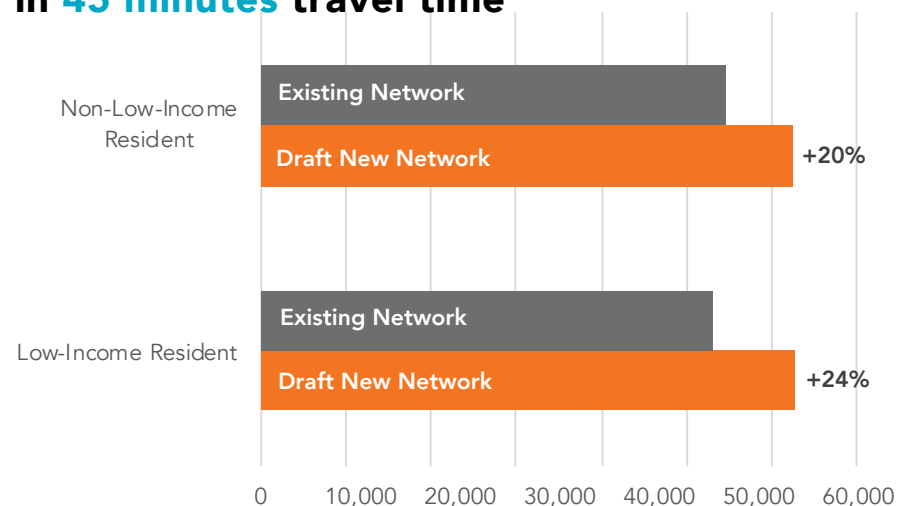 in 45 minutes travel time
Non-Low-Income
Resident
Existing Network
Draft New Network
+20%
Low-Income Resident
Existing Network
Draft New Network
+24%
0 10,000 20,000 30,000 40,000 50,000 60,000